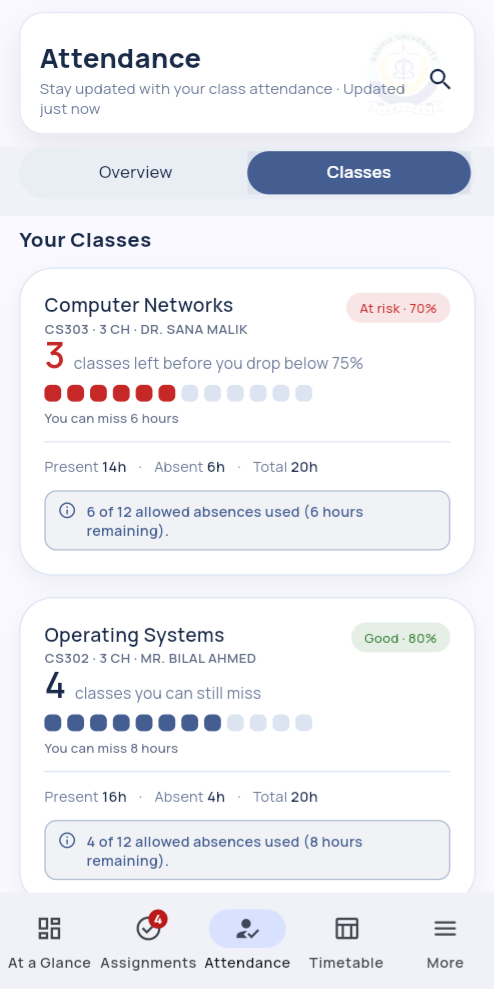 Attendance
Stay updated with your class attendance · Updated
just now
Overview
Classes
Your Classes
Computer Networks
At risk · 70%
CS303 · 3 CH · DR. SANA MALIK
3 classes left before you drop below 75%
You can miss 6 hours
Present 14h · Absent 6h · Total 20h
6 of 12 allowed absences used (6 hours
remaining).
Operating Systems
Good · 80%
CS302 · 3 CH · MR. BILAL AHMED
4 classes you can still miss
You can miss 8 hours
Present 16h · Absent 4h · Total 20h
4 of 12 allowed absences used (8 hours
remaining).
4
At a Glance
Assignments
Attendance
Timetable
More